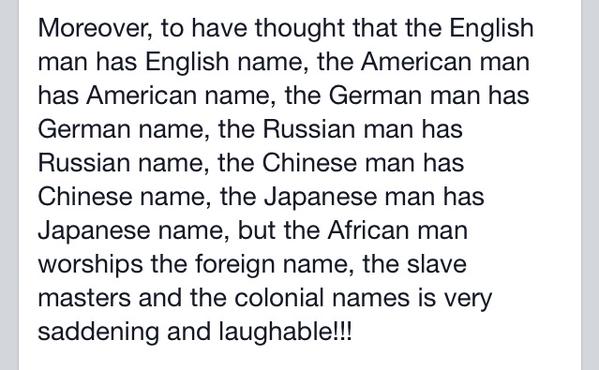 Moreover, to have thought that the English
man has English name, the American man
has American name, the German man has
German name, the Russian man has
Russian name, the Chinese man has
Chinese name, the Japanese man has
Japanese name, but the African man
worships the foreign name, the slave
masters and the colonial names is very
saddening and laughable!!!